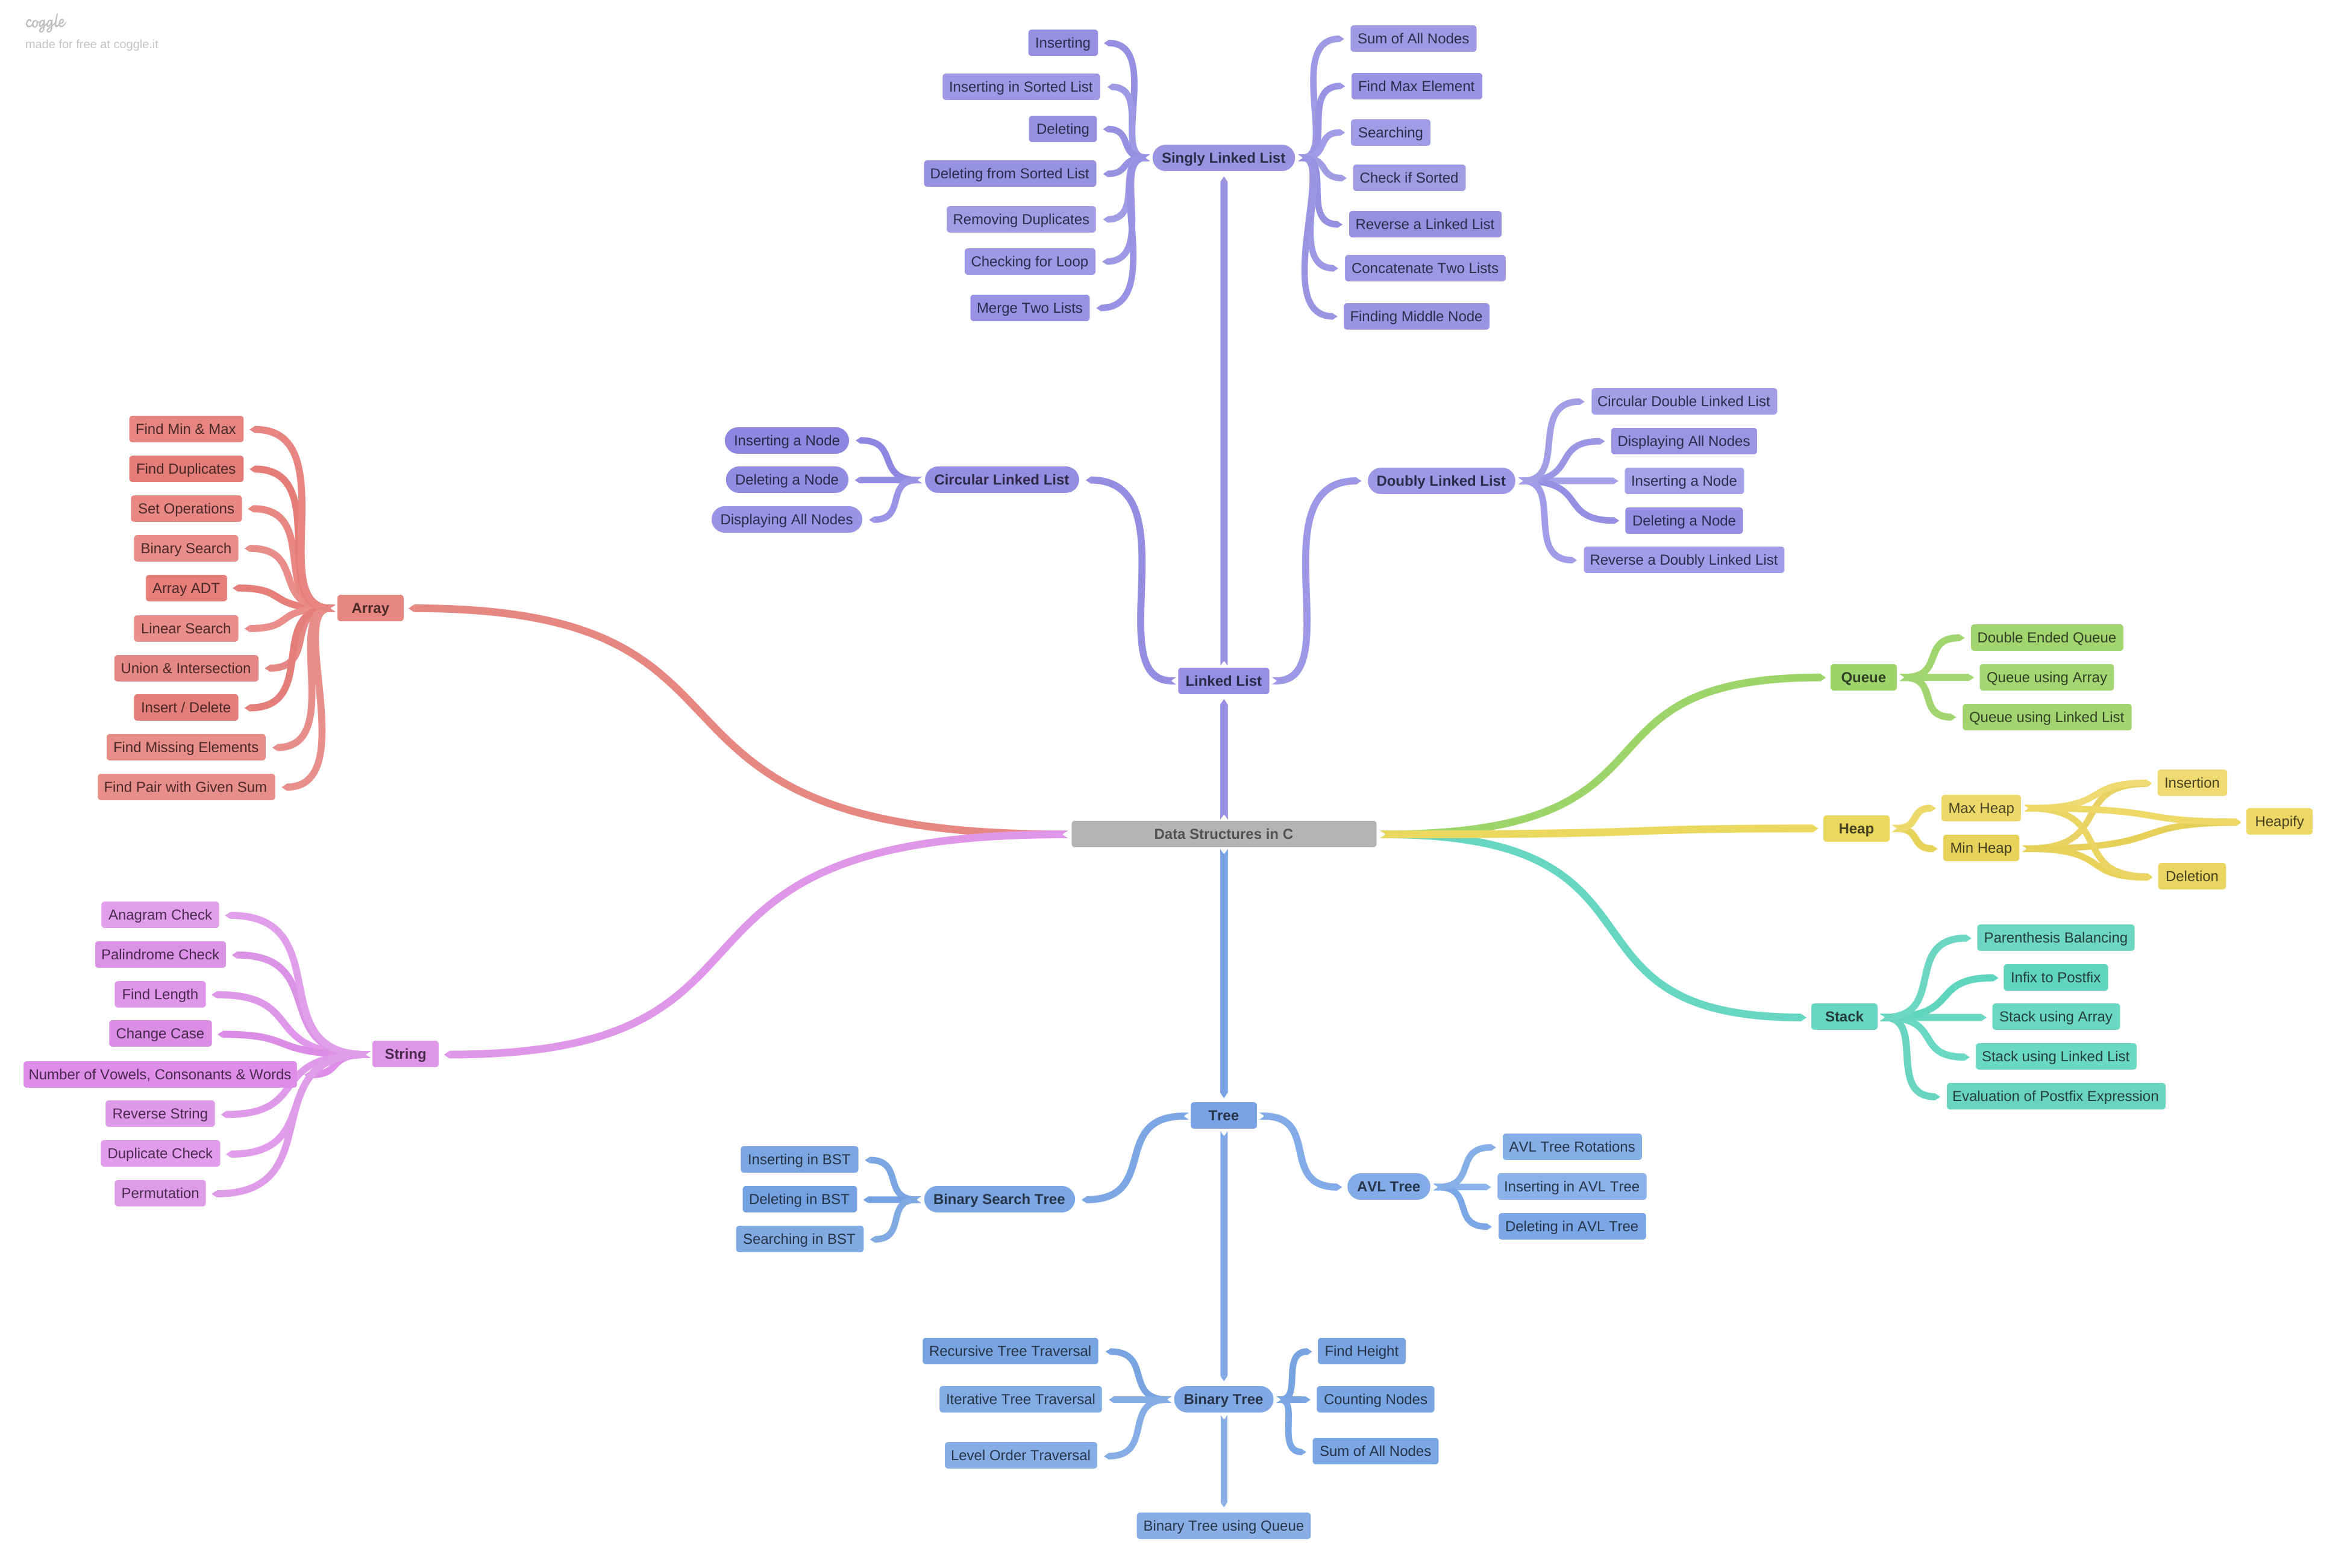 coggle
made for free at coggle.it
Inserting
Inserting in Sorted List
Deleting
Deleting from Sorted List
Removing Duplicates
Checking for Loop
Merge Two Lists
Singly Linked List
Sum of All Nodes
Find Max Element
Searching
Check if Sorted
Reverse a Linked List
Concatenate Two Lists
Finding Middle Node
Inserting a Node
Deleting a Node
Displaying All Nodes
Circular Linked List
Doubly Linked List
Circular Double Linked List
Displaying All Nodes
Inserting a Node
Deleting a Node
Reverse a Doubly Linked List
Linked List
Find Min & Max
Find Duplicates
Set Operations
Binary Search
Array ADT
Linear Search
Union & Intersection
Insert / Delete
Find Missing Elements
Find Pair with Given Sum
Array
Queue
Double Ended Queue
Queue using Array
Queue using Linked List
Data Structures in C
Heap
Max Heap
Min Heap
Insertion
Heapify
Deletion
Anagram Check
Palindrome Check
Find Length
Change Case
Number of Vowels, Consonants & Words
Reverse String
Duplicate Check
Permutation
String
Stack
Parenthesis Balancing
Infix to Postfix
Stack using Array
Stack using Linked List
Evaluation of Postfix Expression
Tree
Inserting in BST
Deleting in BST
Searching in BST
Binary Search Tree
AVL Tree
AVL Tree Rotations
Inserting in AVL Tree
Deleting in AVL Tree
Recursive Tree Traversal
Iterative Tree Traversal
Level Order Traversal
Binary Tree
Find Height
Counting Nodes
Sum of All Nodes
Binary Tree using Queue